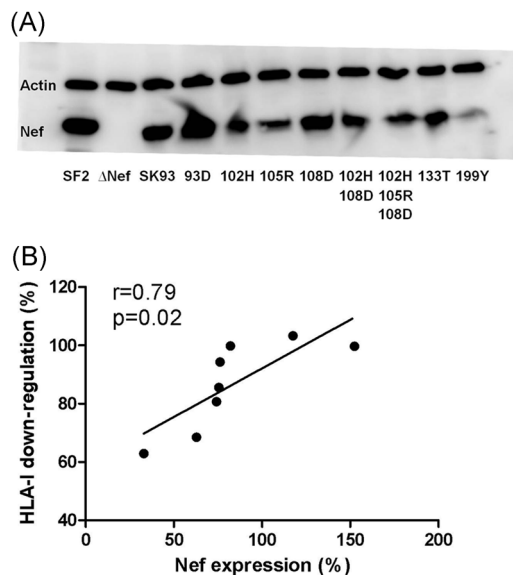 (A)
Actin
Nef
SF2 ΔNef SK93 93D 102H 105R 108D 102H 102H 133T 199Y
108D 105R
108D
(B)
r=0.79
p=0.02
HLA-I down-regulation (%)
120
100
80
60
40
0 50 100 150 200
Nef expression (%)